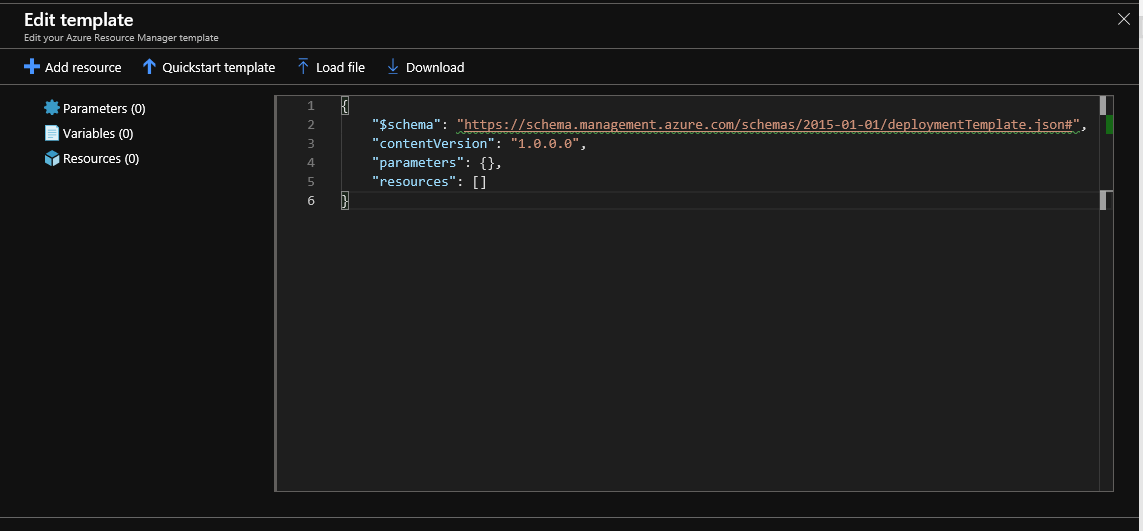 Edit template
Edit your Azure Resource Manager template
Add resource Quickstart template Load file Download
Parameters (0)
Variables (0)
Resources (0)
1 {
2 "$schema": "https://schema.management.azure.com/schemas/2015-01-01/deploymentTemplate.json#",
3 "contentVersion": "1.0.0.0",
4 "parameters": {},
5 "resources": []
6 }